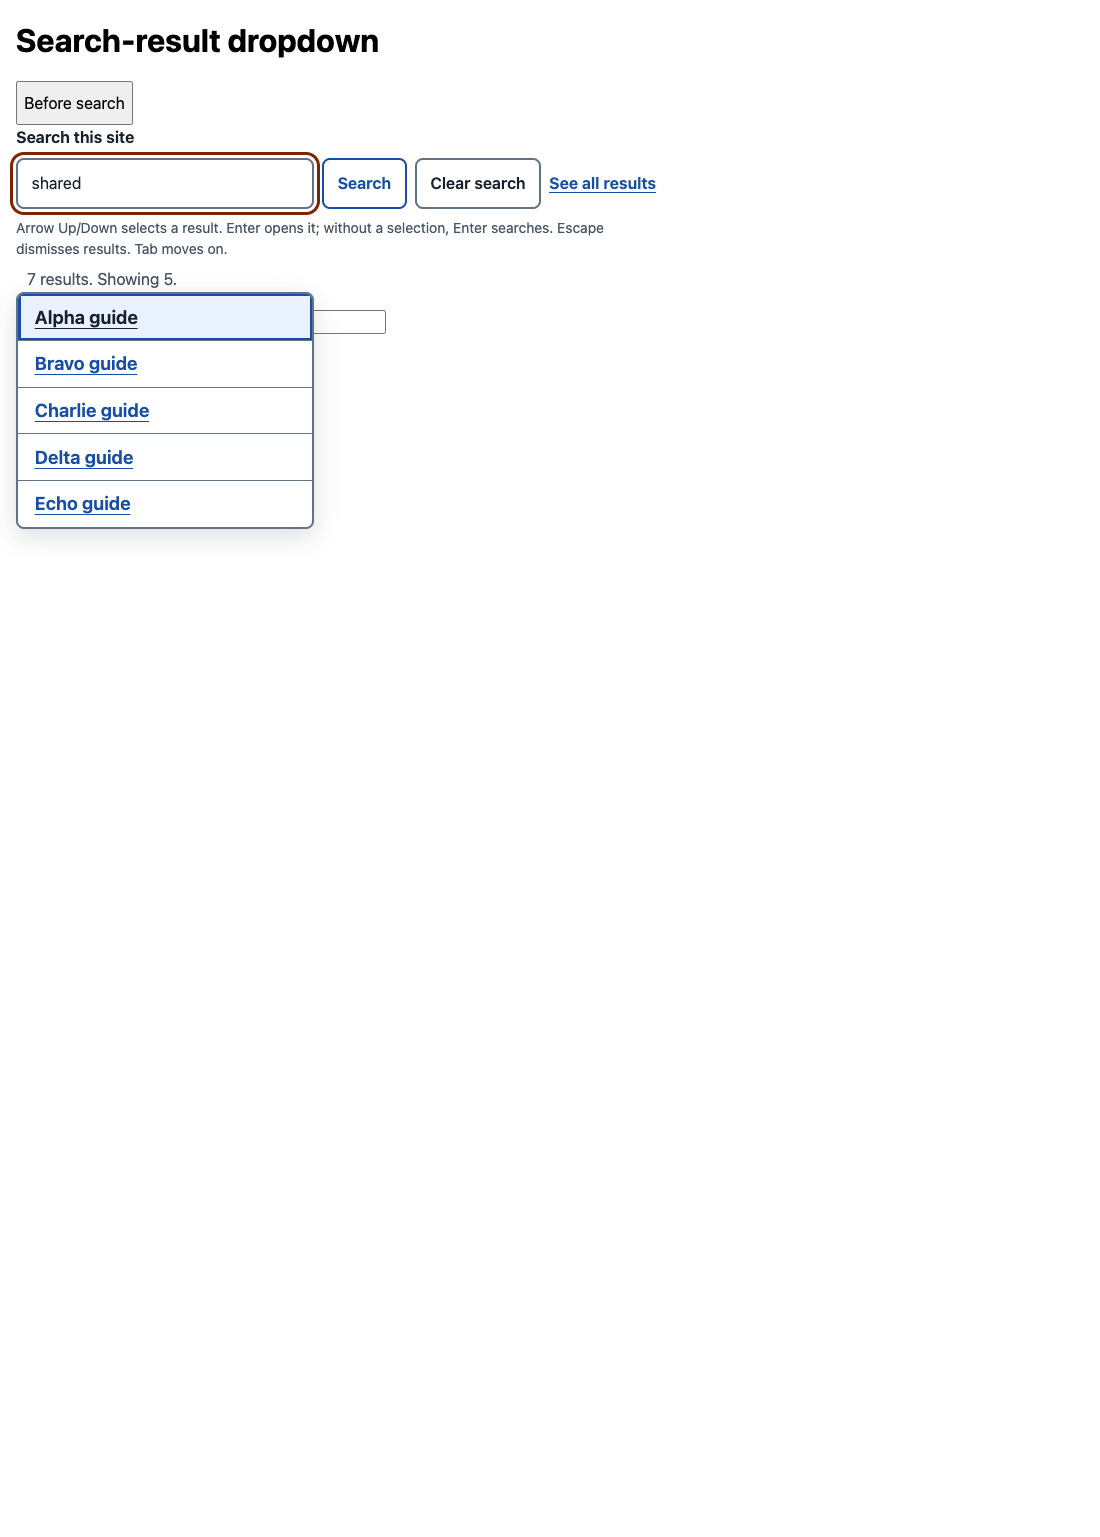 Search-result dropdown
Before search
Search this site
shared
Search
Clear search
See all results
Arrow Up/Down selects a result. Enter opens it; without a selection, Enter searches. Escape
dismisses results. Tab moves on.
7 results. Showing 5.
Alpha guide
Bravo guide
Charlie guide
Delta guide
Echo guide